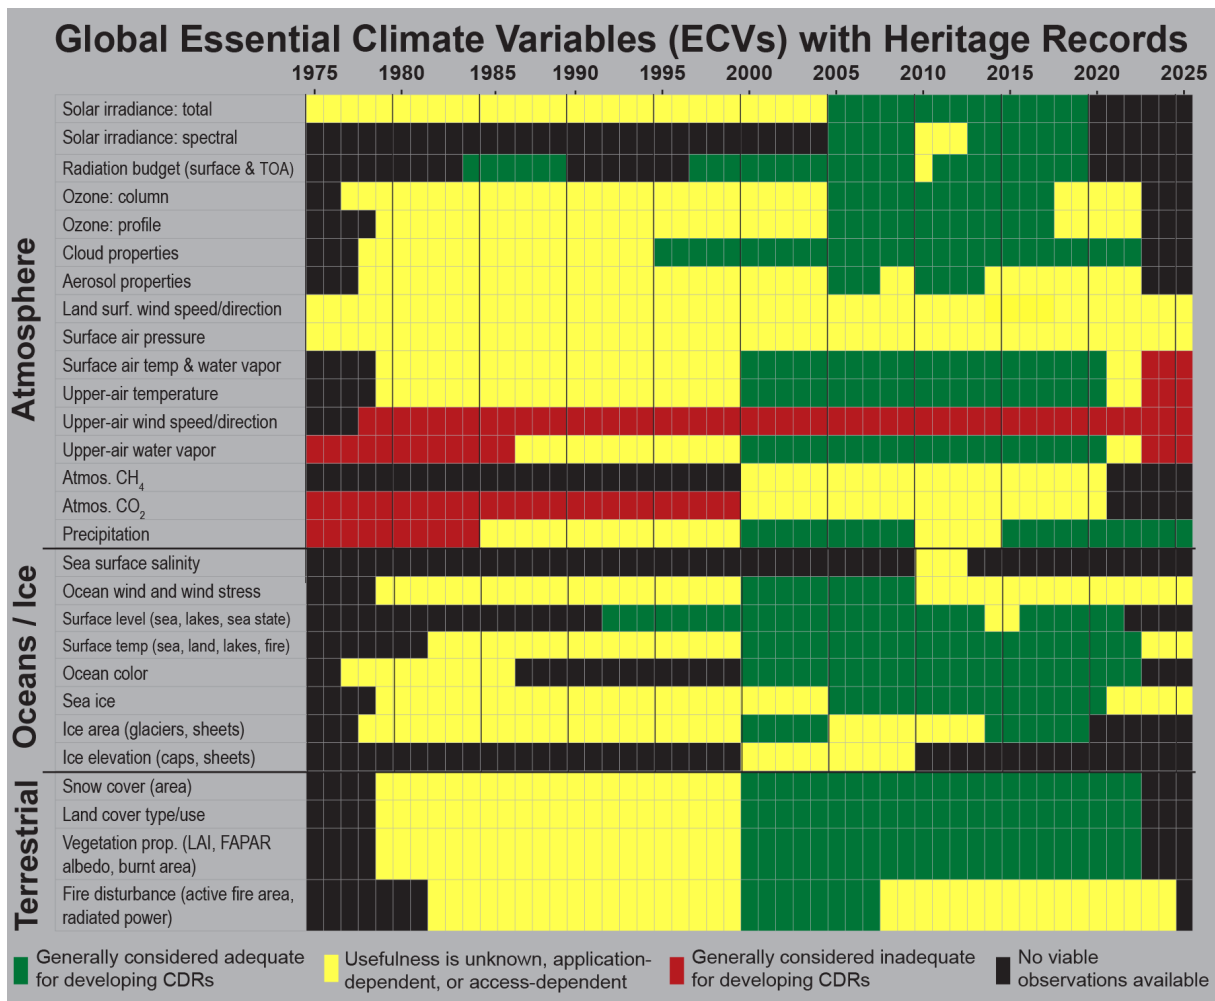 Global Essential Climate Variables (ECVs) with Heritage Records
1975 1980 1985 1990 1995 2000 2005 2010 2015 2020 2025
Atmosphere
Solar irradiance: total
Solar irradiance: spectral
Radiation budget (surface & TOA)
Ozone: column
Ozone: profile
Cloud properties
Aerosol properties
Land surf. wind speed/direction
Surface air pressure
Surface air temp & water vapor
Upper-air temperature
Upper-air wind speed/direction
Upper-air water vapor
Atmos. CH4
Atmos. CO2
Precipitation
Oceans / Ice
Sea surface salinity
Ocean wind and wind stress
Surface level (sea, lakes, sea state)
Surface temp (sea, land, lakes, fire)
Ocean color
Sea ice
Ice area (glaciers, sheets)
Ice elevation (caps, sheets)
Terrestrial
Snow cover (area)
Land cover type/use
Vegetation prop. (LAI, FAPAR
albedo, burnt area)
Fire disturbance (active fire area,
radiated power)
Generally considered adequate
for developing CDRs
Usefulness is unknown, application-
dependent, or access-dependent
Generally considered inadequate
for developing CDRs
No viable
observations available